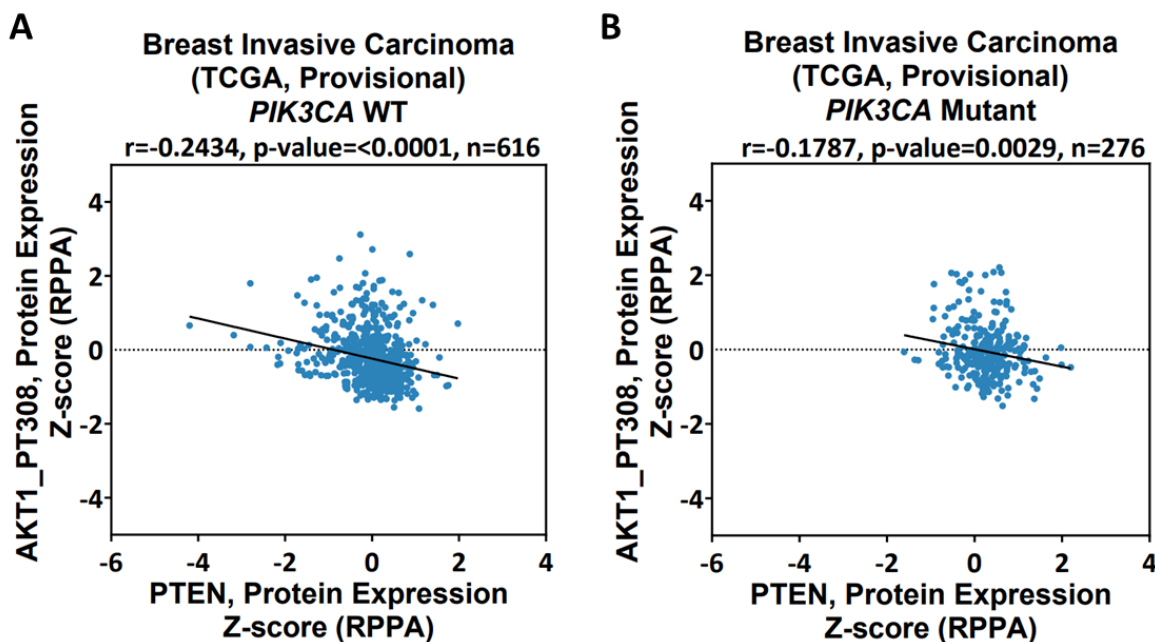 A
Breast Invasive Carcinoma
(TCGA, Provisional)
PIK3CA WT
r=-0.2434, p-value=<0.0001, n=616
AKT1_PT308, Protein Expression
Z-score (RPPA)
4
2
0
-2
-4
-6
-4
-2
0
2
4
PTEN, Protein Expression
Z-score (RPPA)
B
Breast Invasive Carcinoma
(TCGA, Provisional)
PIK3CA Mutant
r=-0.1787, p-value=0.0029, n=276
AKT1_PT308, Protein Expression
Z-score (RPPA)
4
2
0
-2
-4
-6
-4
-2
0
2
4
PTEN, Protein Expression
Z-score (RPPA)